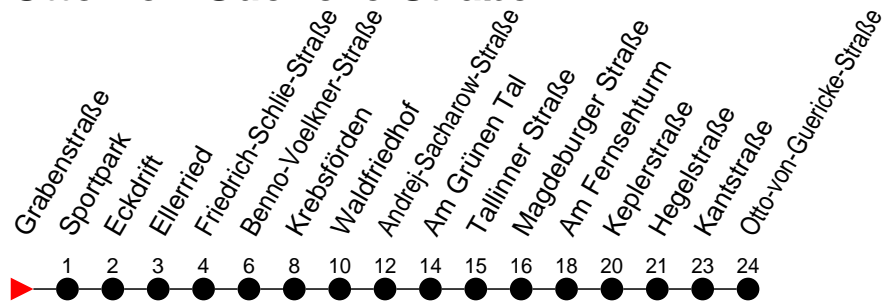 Grabenstraße
Sportpark
Eckdrift
Ellerried
Friedrich-Schlie-Straße
Benno-Voelkner-Straße
Krebsförden
Waldfriedhof
Andrej-Sacharow-Straße
Am Grünen Tal
Tallinner Straße
Magdeburger Straße
Am Fernsehturm
Keplerstraße
Hegelstraße
Kantstraße
Otto-von-Guericke-Straße
1 2 3 4 6 8 10 12 14 15 16 18 20 21 23 24